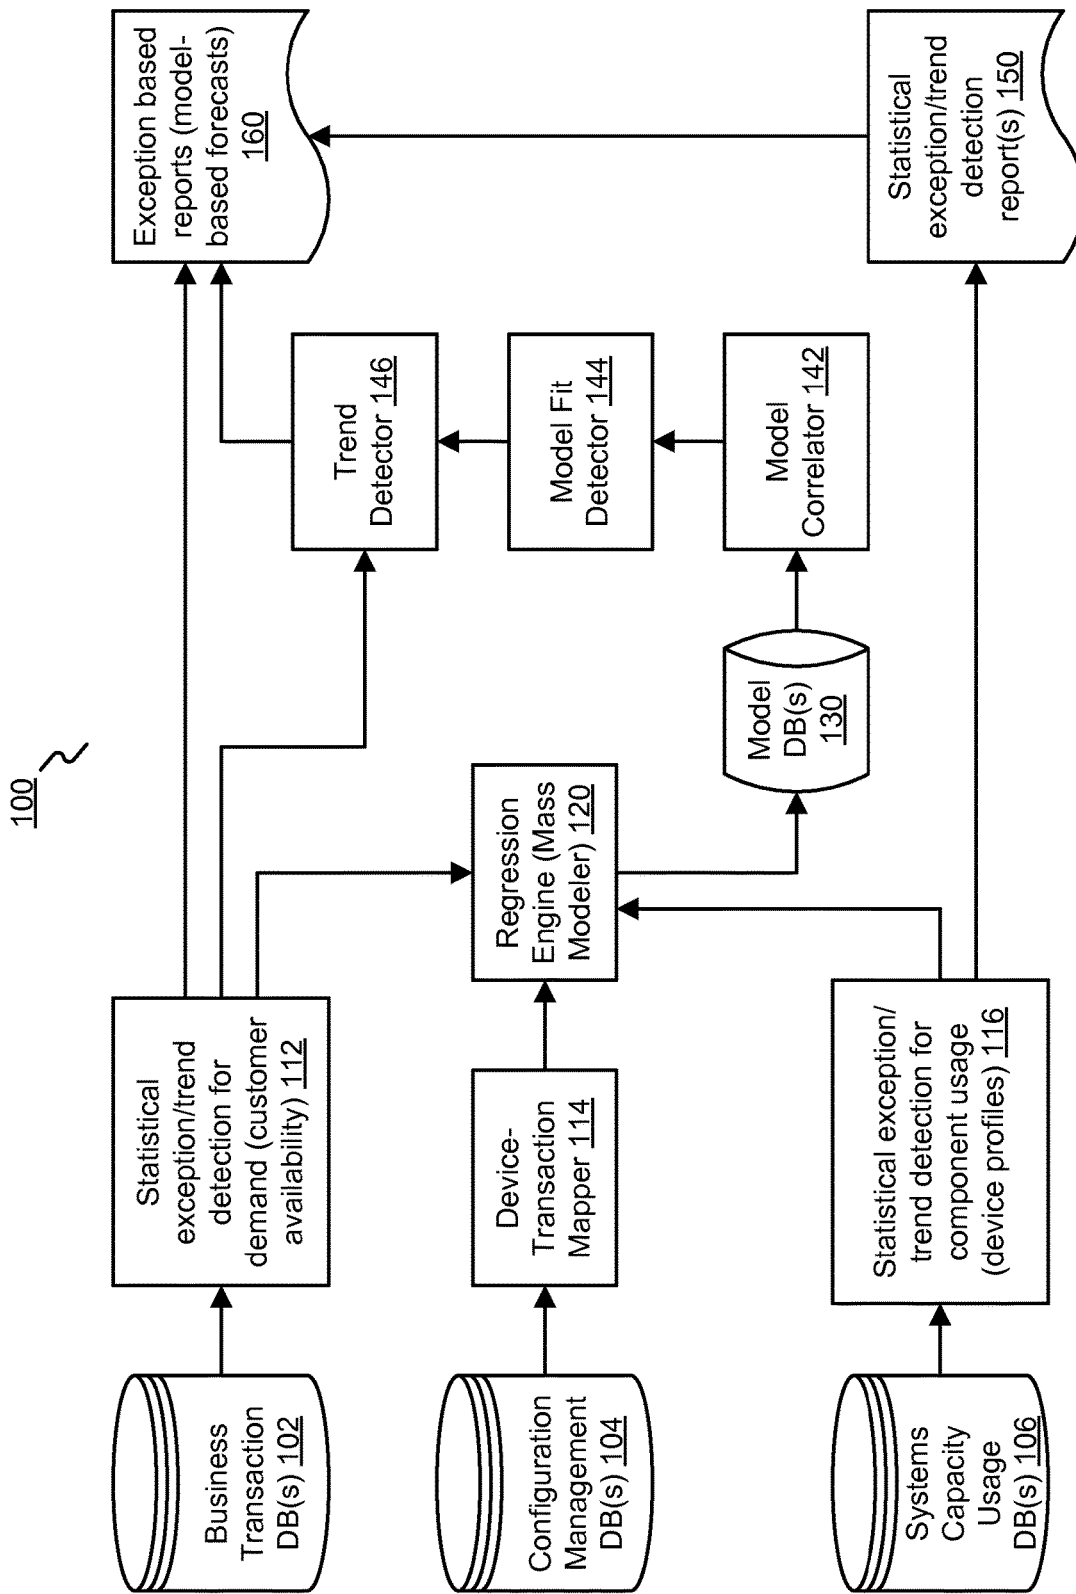 100
Business
Transaction
DB(s) 102
Statistical
exception/trend
detection for
demand (customer
availability) 112
Exception based
reports (model-
based forecasts)
160
Trend
Detector 146
Configuration
Management
DB(s) 104
Device-
Transaction
Mapper 114
Regression
Engine (Mass
Modeler) 120
Model Fit
Detector 144
Model
DB(s)
130
Model
Correlator 142
Systems
Capacity
Usage
DB(s) 106
Statistical exception/
trend detection for
component usage
(device profiles) 116
Statistical
exception/trend
detection
report(s) 150